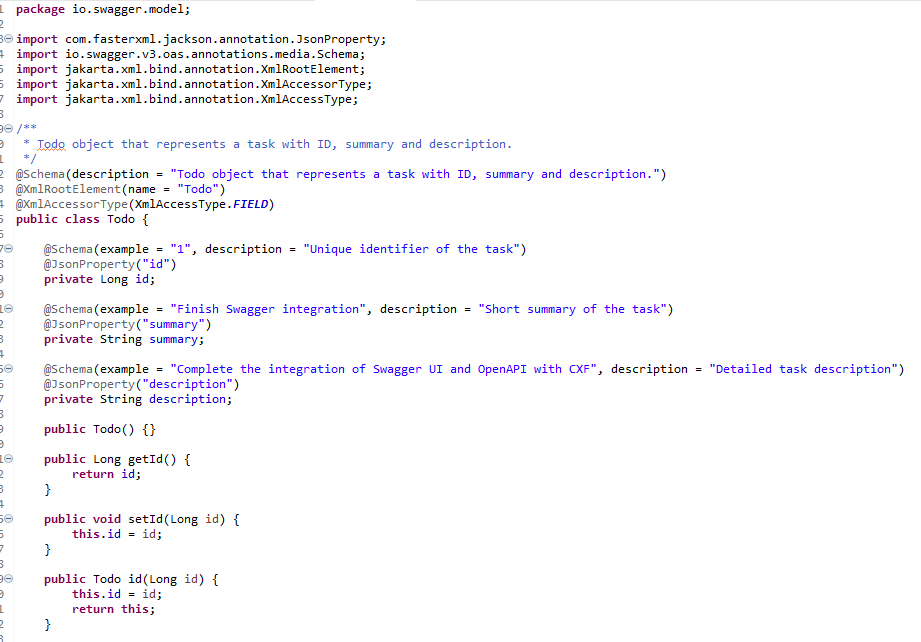 package io.swagger.model;
import com.fasterxml.jackson.annotation.JsonProperty;
import io.swagger.v3.oas.annotations.media.Schema;
import jakarta.xml.bind.annotation.XmlRootElement;
import jakarta.xml.bind.annotation.XmlAccessorType;
import jakarta.xml.bind.annotation.XmlAccessType;
/**
 * Todo object that represents a task with ID, summary and description.
 */
@Schema(description = "Todo object that represents a task with ID, summary and description.")
@XmlRootElement(name = "Todo")
@XmlAccessorType(XmlAccessType.FIELD)
public class Todo {
    @Schema(example = "1", description = "Unique identifier of the task")
    @JsonProperty("id")
    private Long id;
    @Schema(example = "Finish Swagger integration", description = "Short summary of the task")
    @JsonProperty("summary")
    private String summary;
    @Schema(example = "Complete the integration of Swagger UI and OpenAPI with CXF", description = "Detailed task description")
    @JsonProperty("description")
    private String description;
    public Todo() {}
    public Long getId() {
        return id;
    }
    public void setId(Long id) {
        this.id = id;
    }
    public Todo id(Long id) {
        this.id = id;
        return this;
    }